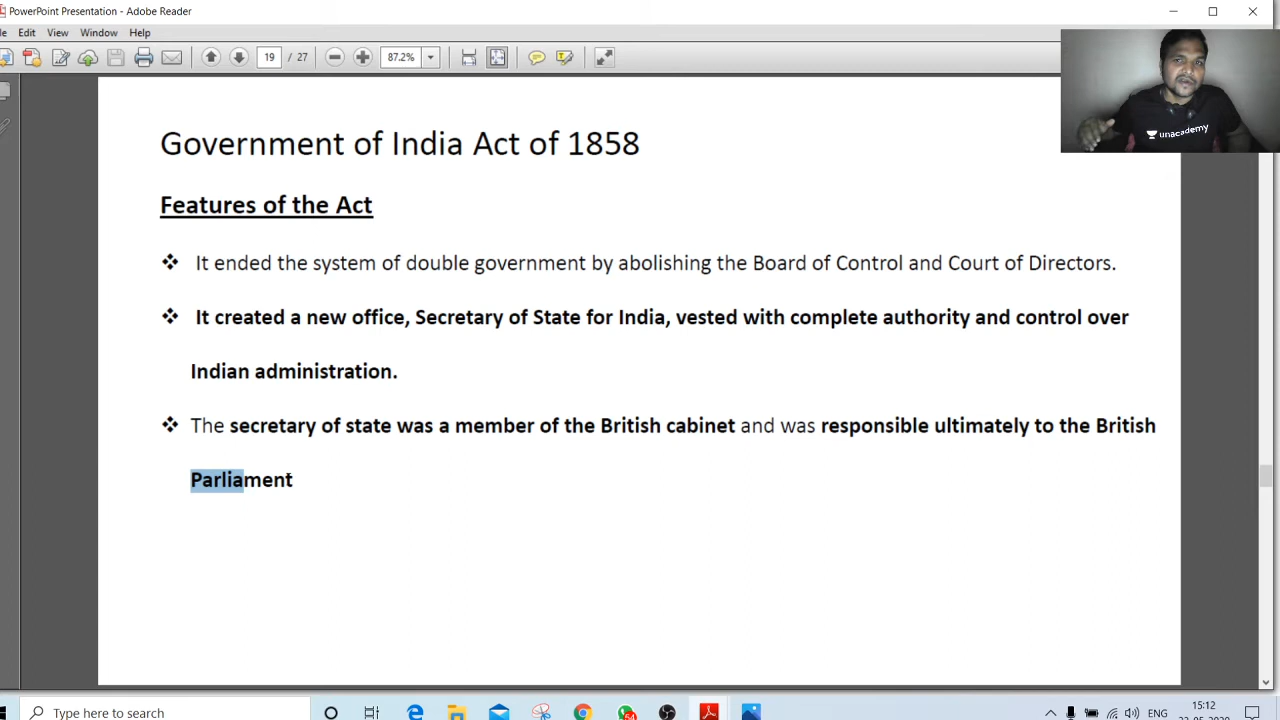 PowerPoint Presentation - Adobe Reader
Edit View Window Help
19 / 27 87.2%
unacademy
Government of India Act of 1858
Features of the Act
❖ It ended the system of double government by abolishing the Board of Control and Court of Directors.
❖ It created a new office, Secretary of State for India, vested with complete authority and control over
Indian administration.
❖ The secretary of state was a member of the British cabinet and was responsible ultimately to the British
Parliament
Type here to search
54
ENG
15:12